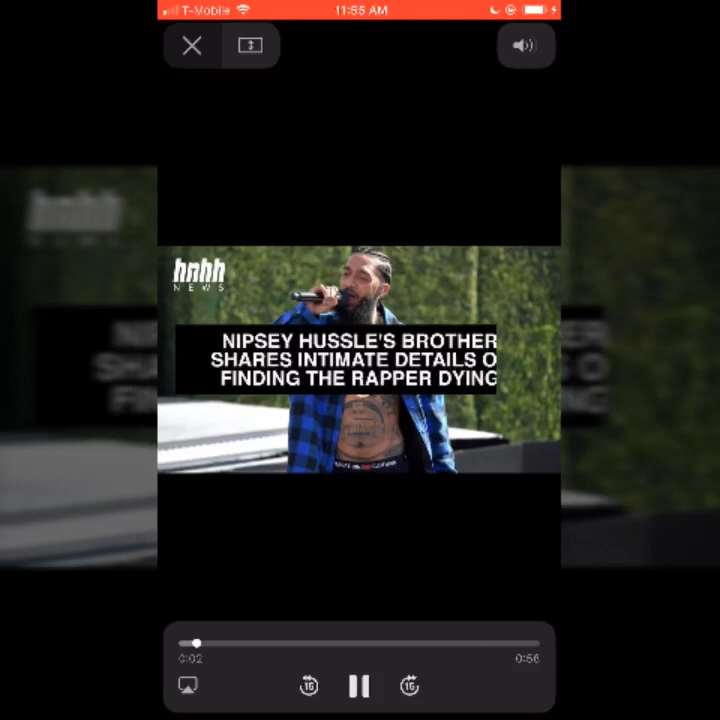 T-Mobile
11:55 AM
hnhh
NEWS
NIPSEY HUSSLE'S BROTHER
SHARES INTIMATE DETAILS O
FINDING THE RAPPER DYING
0:02
0:56
15
15